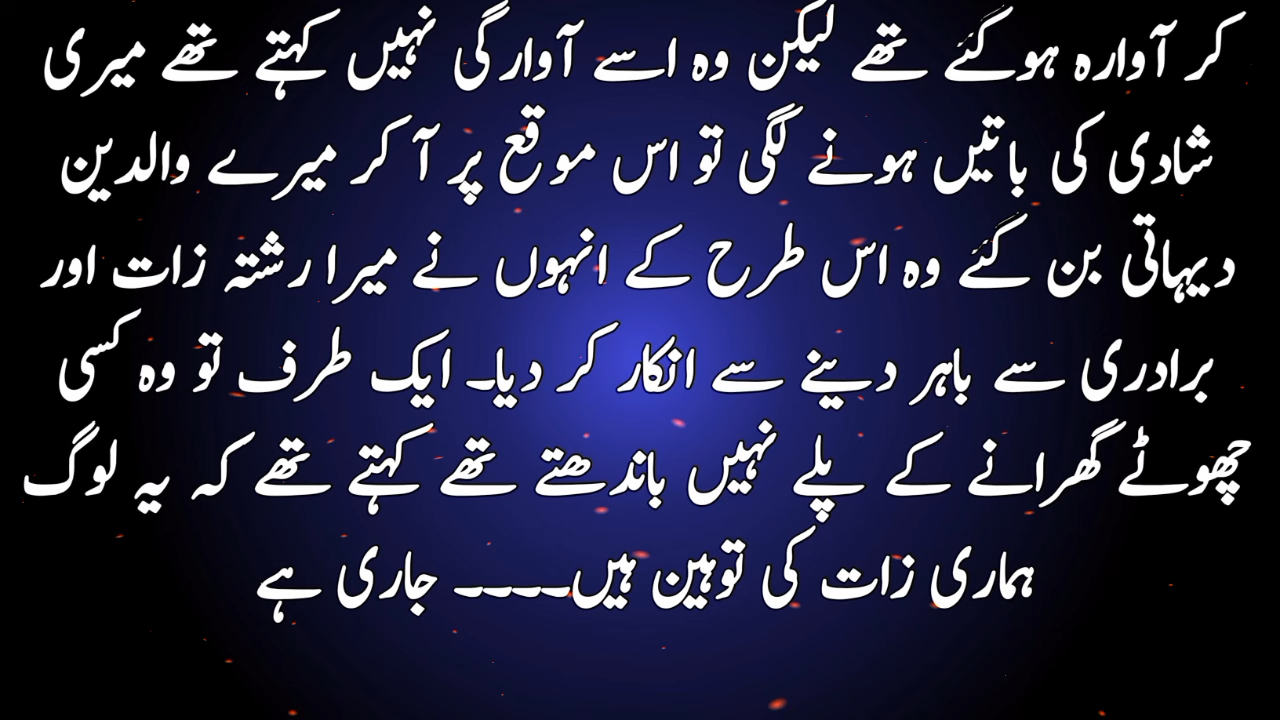 کر آوارہ ہوگئے تھے لیکن وہ اسے آوارگی نہیں کہتے تھے میری
شادی کی باتیں ہونے لگی تو اس موقع پر آ کر میرے والدین
دیہاتی بن گئے وہ اس طرح کے انہوں نے میرا رشتہ زات اور
برادری سے باہر دینے سے انکار کر دیا۔ ایک طرف تو وہ کسی
چھوٹے گھرانے کے پلے نہیں باندھتے تھے کہتے تھے کہ یہ لوگ
ہماری زات کی توہین ہیں۔۔۔۔ جاری ہے